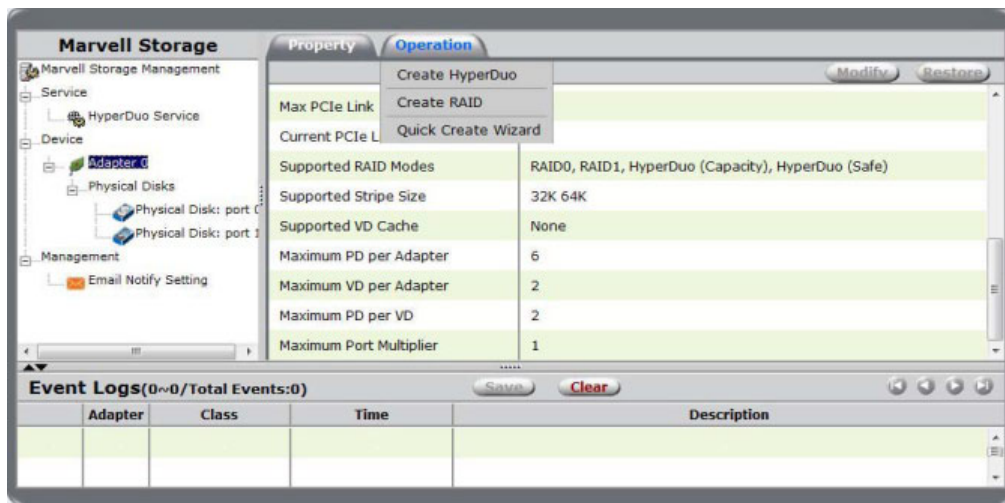 Marvell Storage
Property
Operation
Marvell Storage Management
Service
HyperDuo Service
Device
Adapter 0
Physical Disks
Physical Disk: port 0
Physical Disk: port 1
Management
Email Notify Setting
Create HyperDuo
Create RAID
Quick Create Wizard
Modify
Restore
Max PCIe Link
Current PCIe L
Supported RAID Modes RAID0, RAID1, HyperDuo (Capacity), HyperDuo (Safe)
Supported Stripe Size 32K 64K
Supported VD Cache None
Maximum PD per Adapter 6
Maximum VD per Adapter 2
Maximum PD per VD 2
Maximum Port Multiplier 1
Event Logs(0~0/Total Events:0)
Save
Clear
Adapter Class Time Description